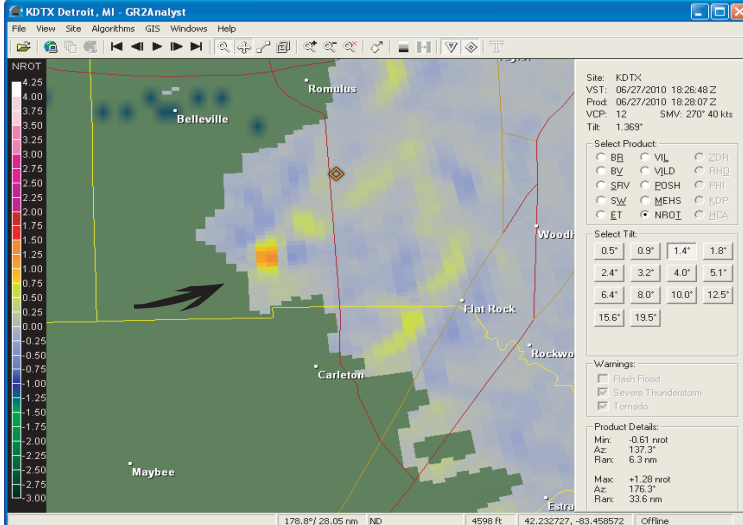 KDTX Detroit, MI - GR2Analyst
File View Site Algorithms GIS Windows Help
NROT
4.25
4.00
3.75
3.50
3.25
3.00
2.75
2.50
2.25
2.00
1.75
1.50
1.25
1.00
0.75
0.50
0.25
0.00
-0.25
-0.50
-0.75
-1.00
-1.25
-1.50
-1.75
-2.00
-2.25
-2.50
-2.75
-3.00
Romulus
Belleville
Flat Rock
Carleton
Maybee
Site: KDTX
VST: 06/27/2010 18:26:48 Z
Prod: 06/27/2010 18:28:07 Z
VCP: 12 SMV: 270° 40 kts
Tilt: 1.369°
Select Product:
BR VIL ZDR
BV VILD RHO
SRV POSH PHI
SW MEHS KDP
ET NROT HCA
Select Tilt:
0.5° 0.9° 1.4° 1.8°
2.4° 3.2° 4.0° 5.1°
6.4° 8.0° 10.0° 12.5°
15.6° 19.5°
Warnings:
Flash Flood
Severe Thunderstorm
Tornado
Product Details:
Min: -0.61 nrot
Az: 137.3°
Ran: 6.3 nm
Max: +1.28 nrot
Az: 176.3°
Ran: 33.6 nm
178.8°/ 28.05 nm ND 4598 ft 42.232727, -83.458572 Offline